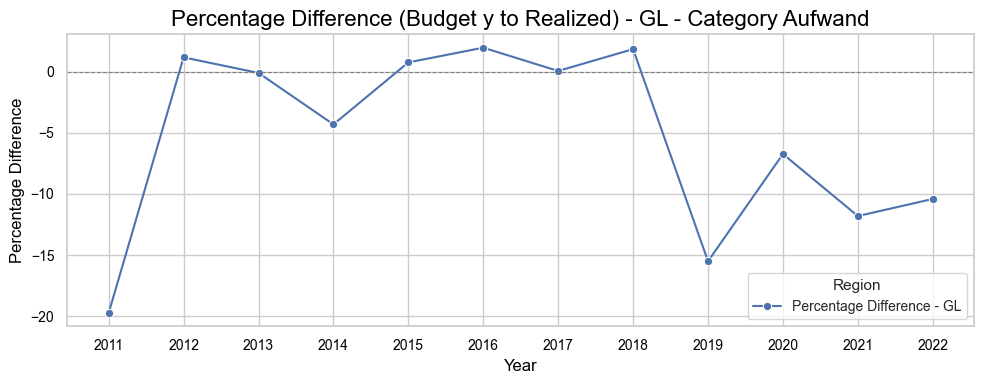 Percentage Difference (Budget y to Realized) - GL - Category Aufwand
Percentage Difference
0
−5
−10
−15
−20
Region
Percentage Difference - GL
2011 2012 2013 2014 2015 2016 2017 2018 2019 2020 2021 2022
Year